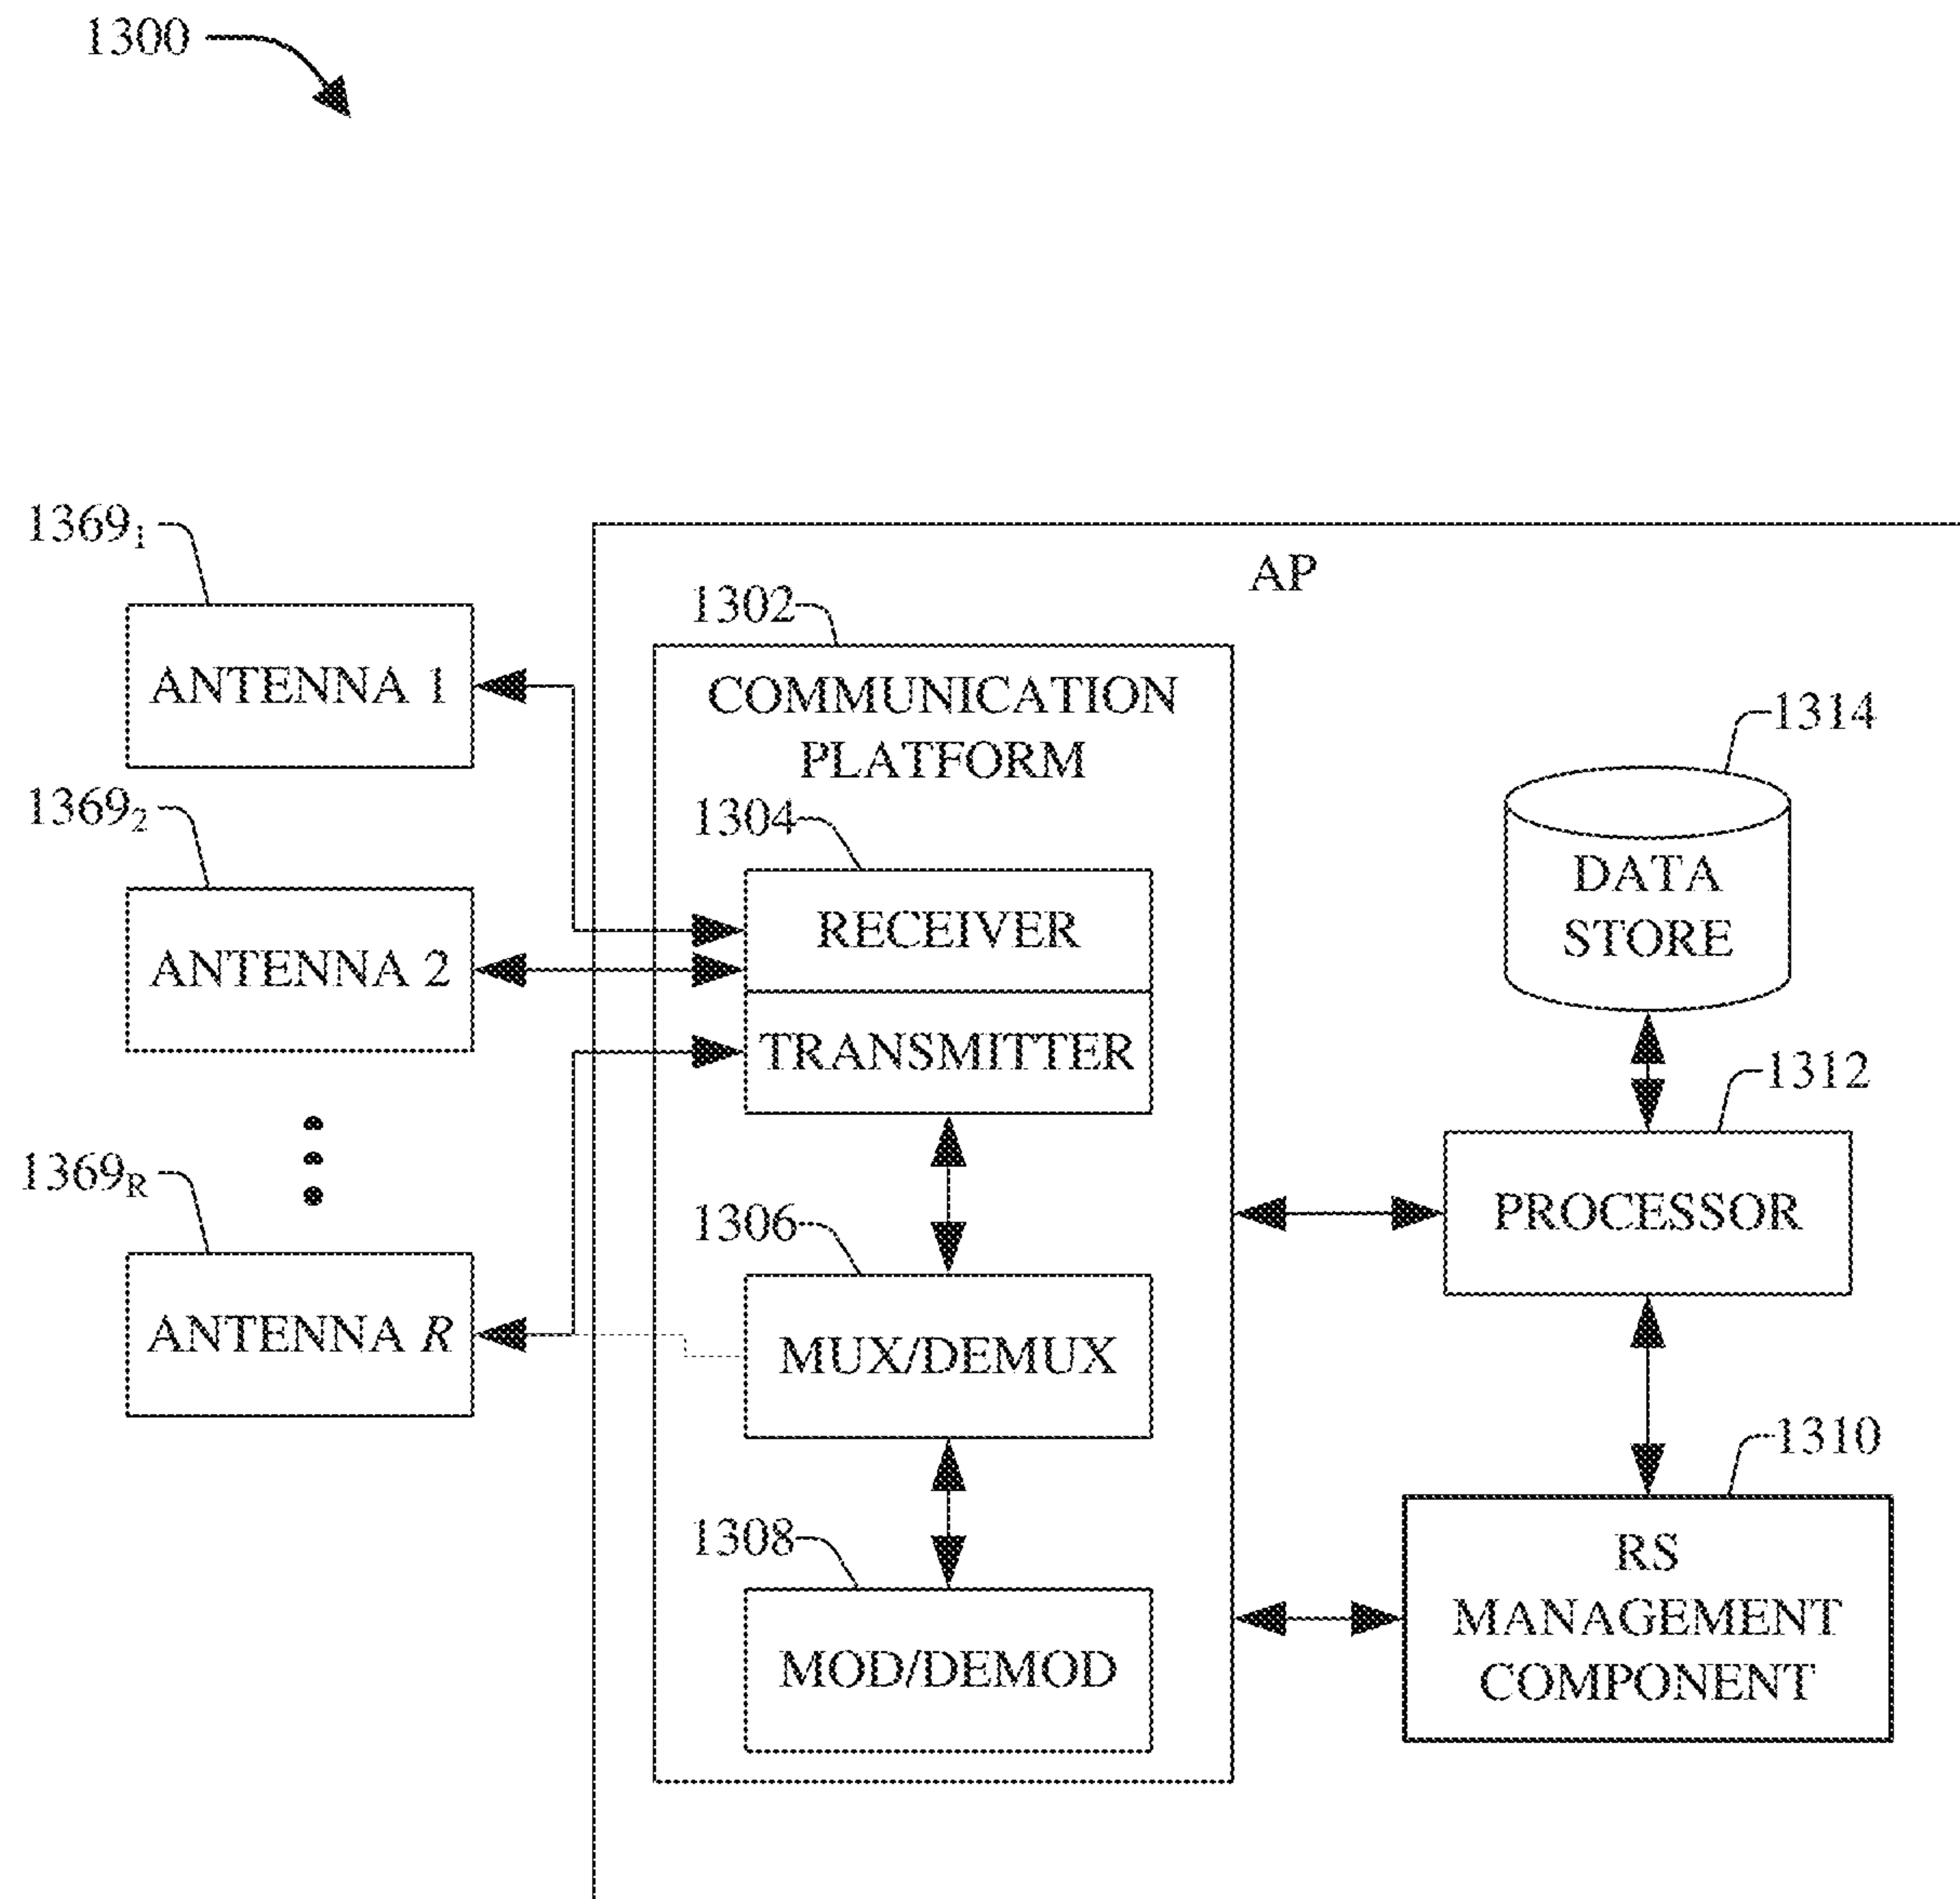 1300
1369₁
AP
1302
ANTENNA 1
COMMUNICATION
PLATFORM
1314
1369₂
1304
DATA
STORE
RECEIVER
ANTENNA 2
TRANSMITTER
1312
1369R
1306
PROCESSOR
ANTENNA R
MUX/DEMUX
1310
1308
RS
MANAGEMENT
COMPONENT
MOD/DEMOD